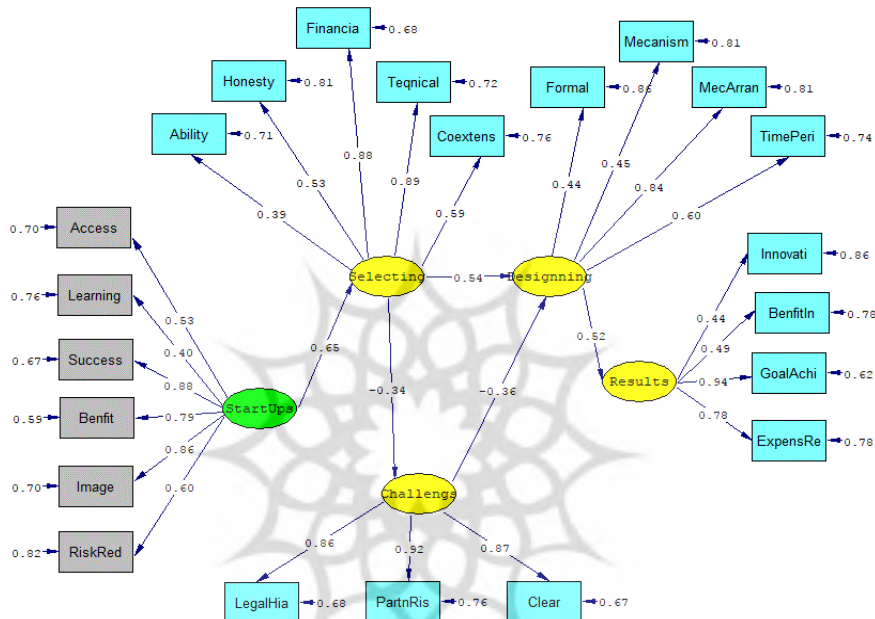 Financia
0.68
Mecanism
0.81
Honesty
0.81
Teqnical
0.72
Formal
0.86
MecArran
0.81
Ability
0.71
Coextens
0.76
TimePeri
0.74
0.88
0.45
0.53
0.89
0.44
0.84
0.39
0.59
0.60
0.70
Access
Innovati
0.86
Selecting
0.54
Designning
0.76
Learning
0.53
0.44
BenfitIn
0.78
0.40
0.65
0.52
0.49
0.67
Success
0.88
-0.34
-0.36
Results
0.94
GoalAchi
0.62
0.59
Benfit
0.79
StartUps
0.78
0.86
ExpensRe
0.78
0.70
Image
0.60
Challengs
0.82
RiskRed
0.86
0.92
0.87
LegalHia
0.68
PartnRis
0.76
Clear
0.67